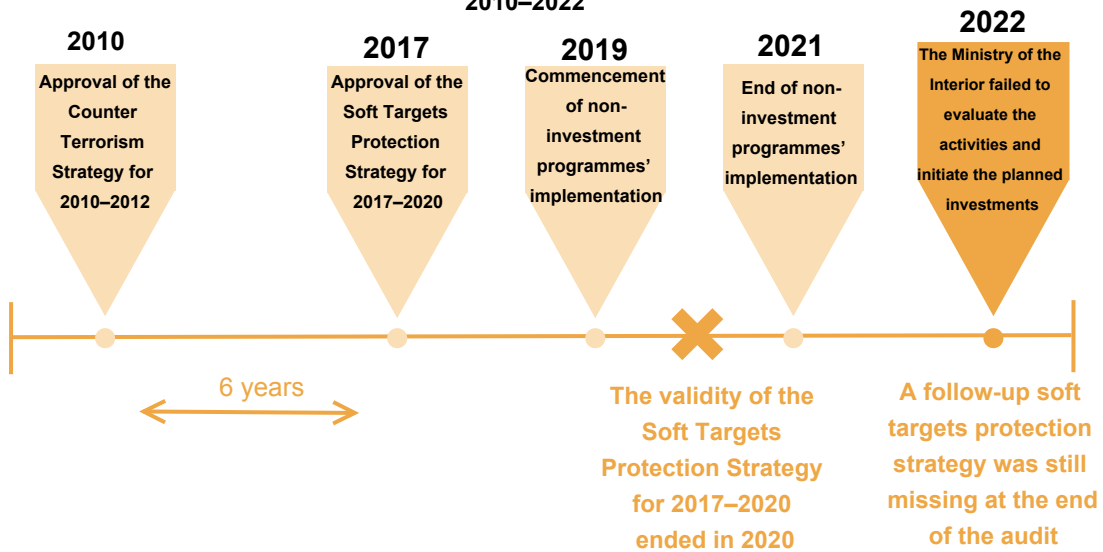 2010–2022
2010
Approval of the
Counter
Terrorism
Strategy for
2010–2012
2017
Approval of the
Soft Targets
Protection
Strategy for
2017–2020
2019
Commencement
of non-
investment
programmes’
implementation
2021
End of non-
investment
programmes’
implementation
2022
The Ministry of the
Interior failed to
evaluate the
activities and
initiate the planned
investments
6 years
The validity of the
Soft Targets
Protection Strategy
for 2017–2020
ended in 2020
A follow-up soft
targets protection
strategy was still
missing at the end
of the audit